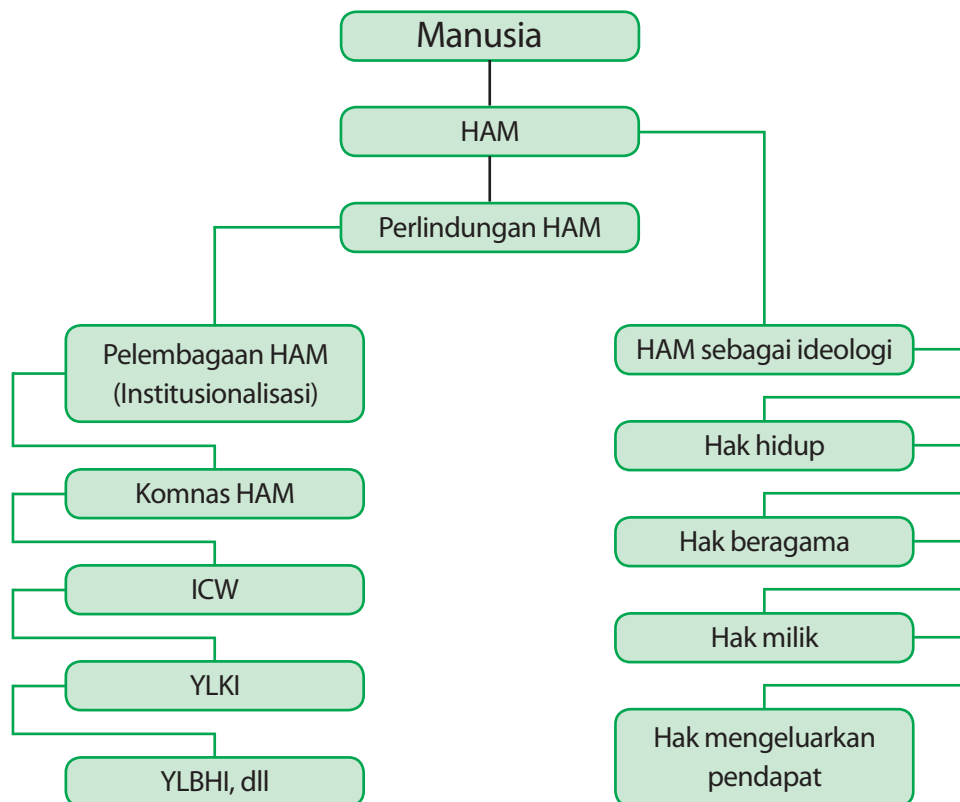 Manusia
HAM
Perlindungan HAM
Pelembagaan HAM
(Institusionalisasi)
Komnas HAM
ICW
YLKI
YLBHI, dll
HAM sebagai ideologi
Hak hidup
Hak beragama
Hak milik
Hak mengeluarkan
pendapat